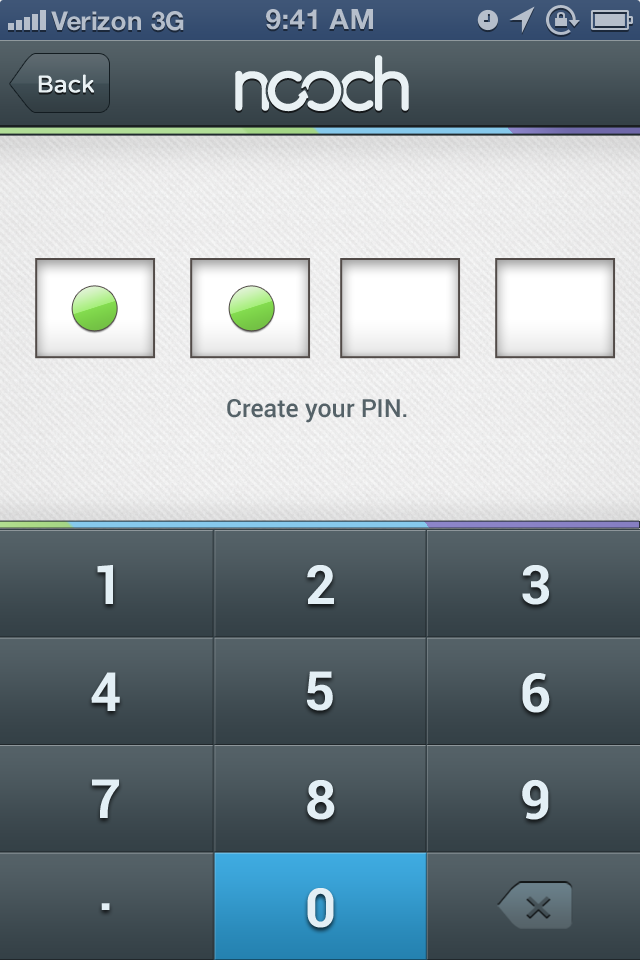 Verizon 3G 9:41 AM
Back nooch
Create your PIN.
1 2 3
4 5 6
7 8 9
. 0